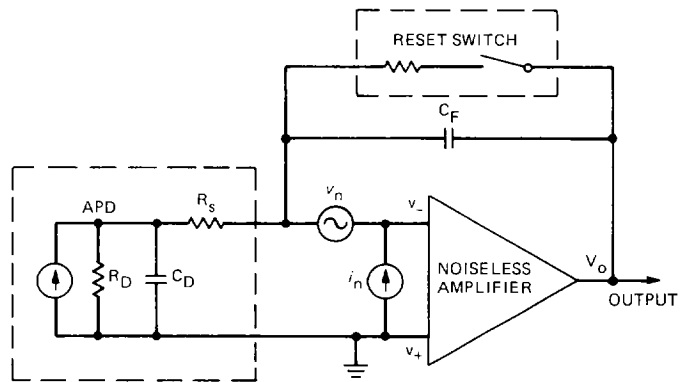 RESET SWITCH
C_F
APD
R_s
v_n
v_-
R_D
C_D
i_n
NOISELESS
AMPLIFIER
V_o
OUTPUT
v_+